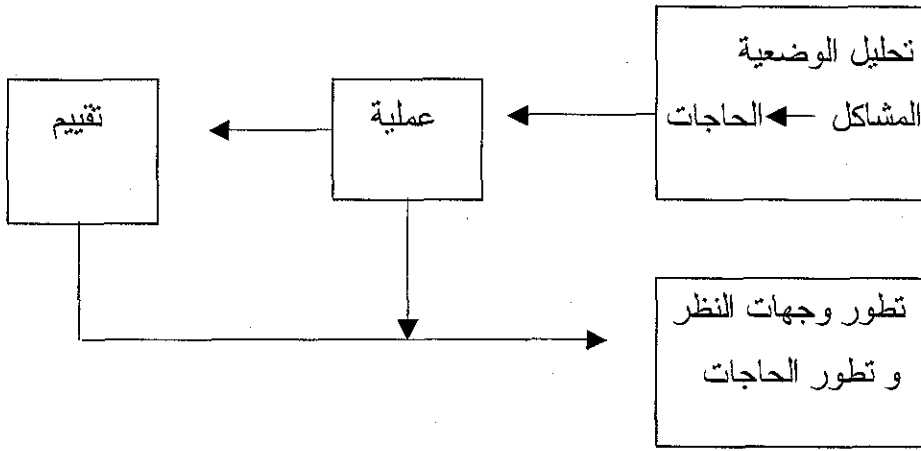 تحليل الوضعية
المشاكل ← الحاجات
عملية
تقييم
تطور وجهات النظر
و تطور الحاجات